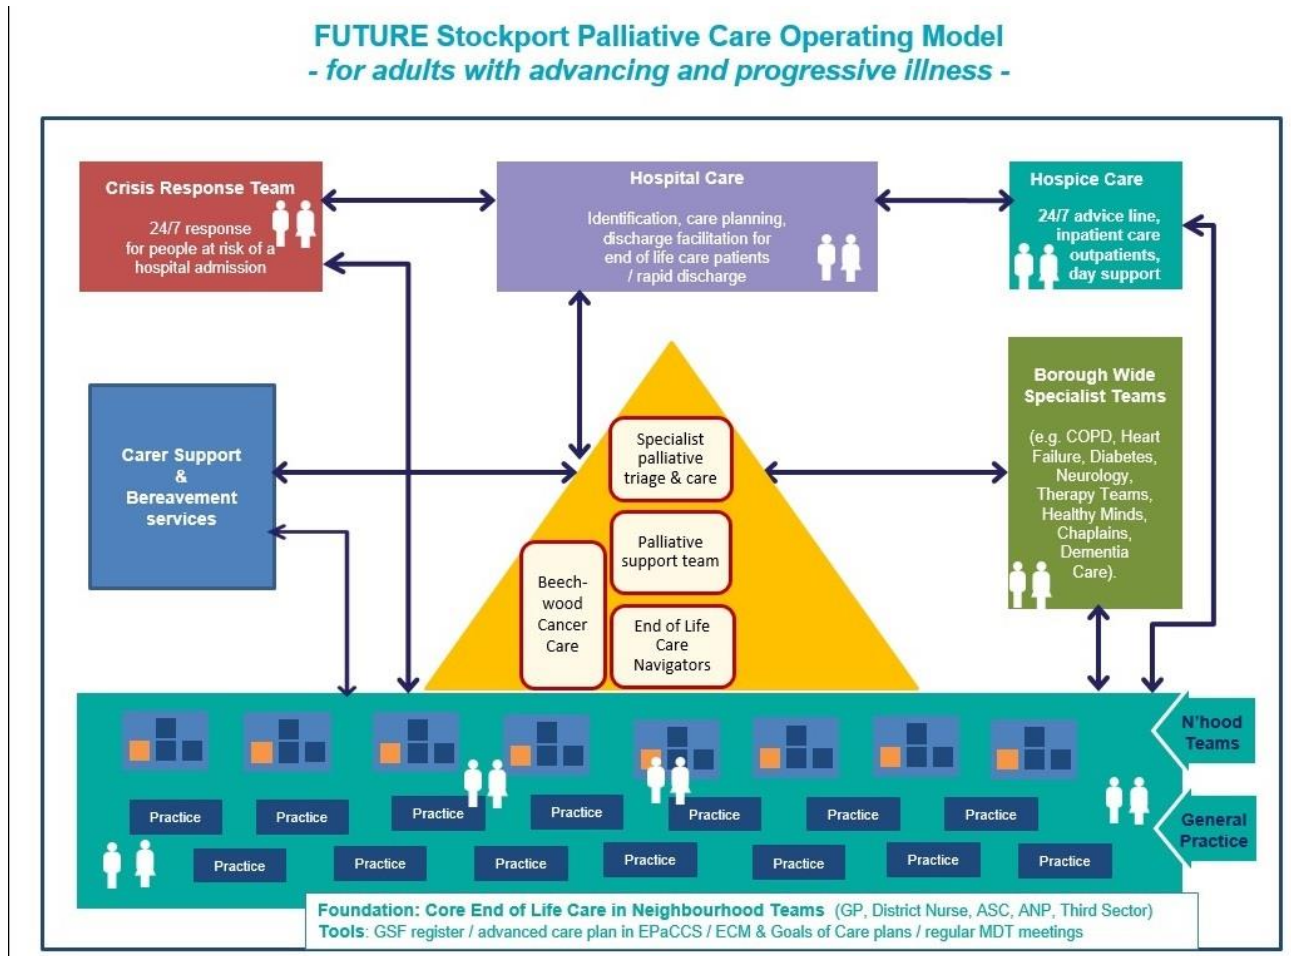 FUTURE Stockport Palliative Care Operating Model
- for adults with advancing and progressive illness -
Crisis Response Team
24/7 response
for people at risk of a
hospital admission
Hospital Care
Identification, care planning,
discharge facilitation for
end of life care patients
/ rapid discharge
Hospice Care
24/7 advice line,
inpatient care
outpatients,
day support
Carer Support
&
Bereavement
services
Specialist
palliative
triage & care
Palliative
support team
Beech-
wood
Cancer
Care
End of Life
Care
Navigators
Borough Wide
Specialist Teams
(e.g. COPD, Heart
Failure, Diabetes,
Neurology,
Therapy Teams,
Healthy Minds,
Chaplains,
Dementia
Care).
N'hood
Teams
Practice
Practice
Practice
Practice
Practice
Practice
Practice
General
Practice
Practice
Practice
Practice
Practice
Practice
Practice
Practice
Foundation: Core End of Life Care in Neighbourhood Teams (GP, District Nurse, ASC, ANP, Third Sector)
Tools: GSF register / advanced care plan in EPaCCS / ECM & Goals of Care plans / regular MDT meetings